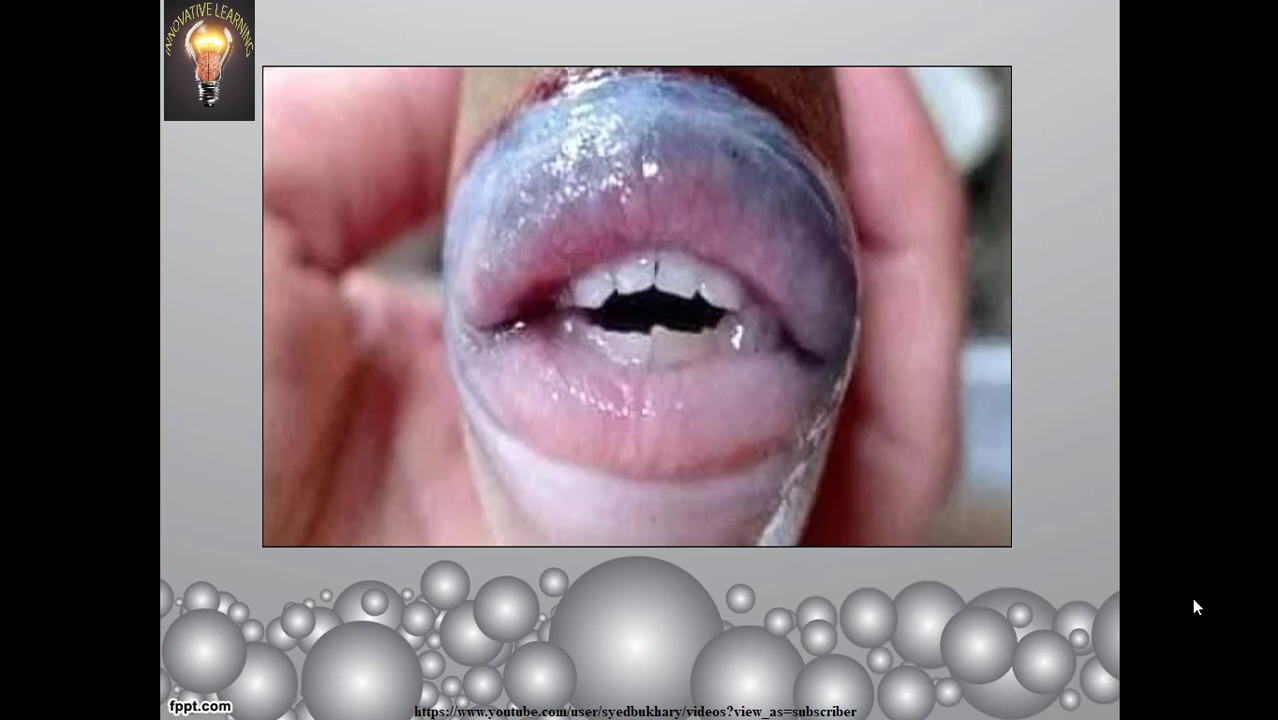 INNOVATIVE LEARNING
fppt.com
https://www.youtube.com/user/syedbukhary/videos?view_as=subscriber